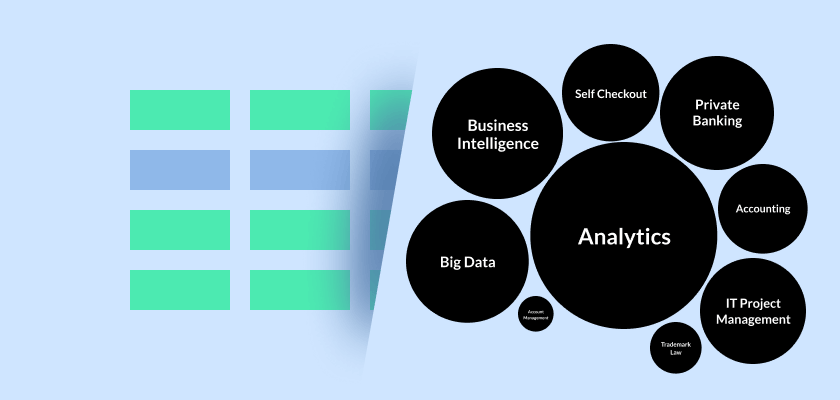 Self Checkout
Private
Banking
Business
Intelligence
Accounting
Analytics
Big Data
IT Project
Management
Account
Management
Trademark
Law